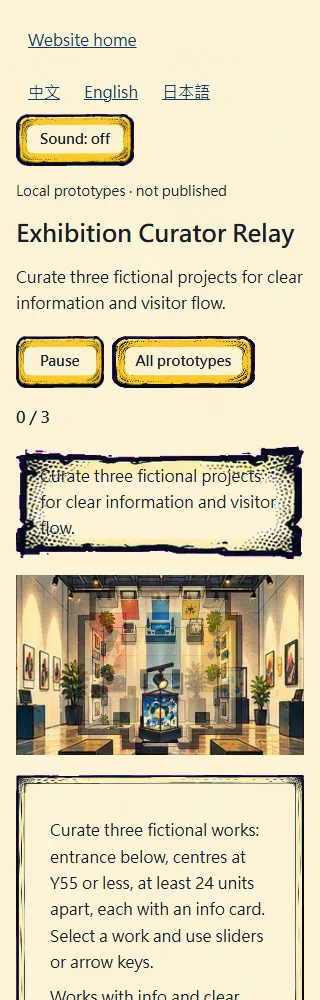 Website home
中文 English 日本語
Sound: off
Local prototypes · not published
Exhibition Curator Relay
Curate three fictional projects for clear
information and visitor flow.
Pause All prototypes
0 / 3
Curate three fictional projects
for clear information and visitor
flow.
Curate three fictional works:
entrance below, centres at
Y55 or less, at least 24 units
apart, each with an info card.
Select a work and use sliders
or arrow keys.
Works with info and clear